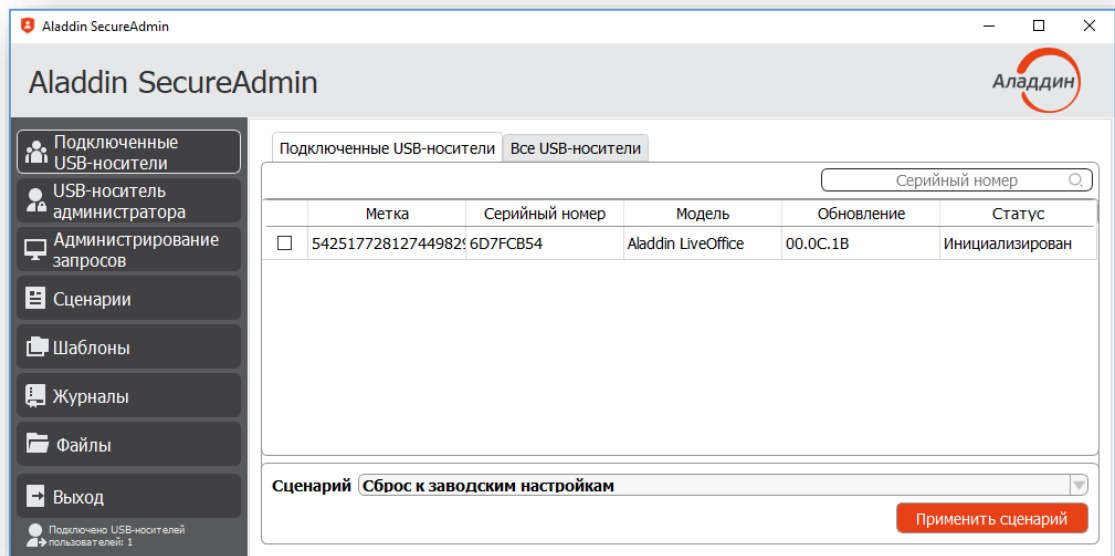 Aladdin SecureAdmin
Aladdin SecureAdmin
Аладдин
Подключенные
USB-носители
USB-носитель
администратора
Администрирование
запросов
Сценарии
Шаблоны
Журналы
Файлы
Выход
Подключено USB-носителей
пользователей: 1
Подключенные USB-носители Все USB-носители
Серийный номер
Метка Серийный номер Модель Обновление Статус
542517728127449829 6D7FCB54 Aladdin LiveOffice 00.0C.1B Инициализирован
Сценарий Сброс к заводским настройкам
Применить сценарий